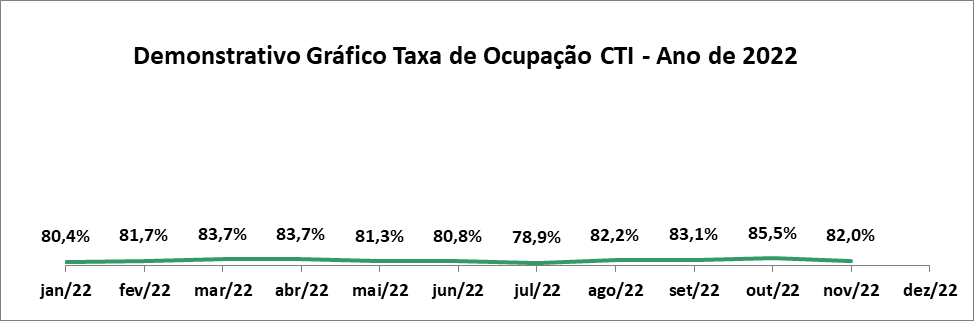 Demonstrativo Gráfico Taxa de Ocupação CTI - Ano de 2022
80,4% 81,7% 83,7% 83,7% 81,3% 80,8% 78,9% 82,2% 83,1% 85,5% 82,0%
jan/22 fev/22 mar/22 abr/22 mai/22 jun/22 jul/22 ago/22 set/22 out/22 nov/22 dez/22